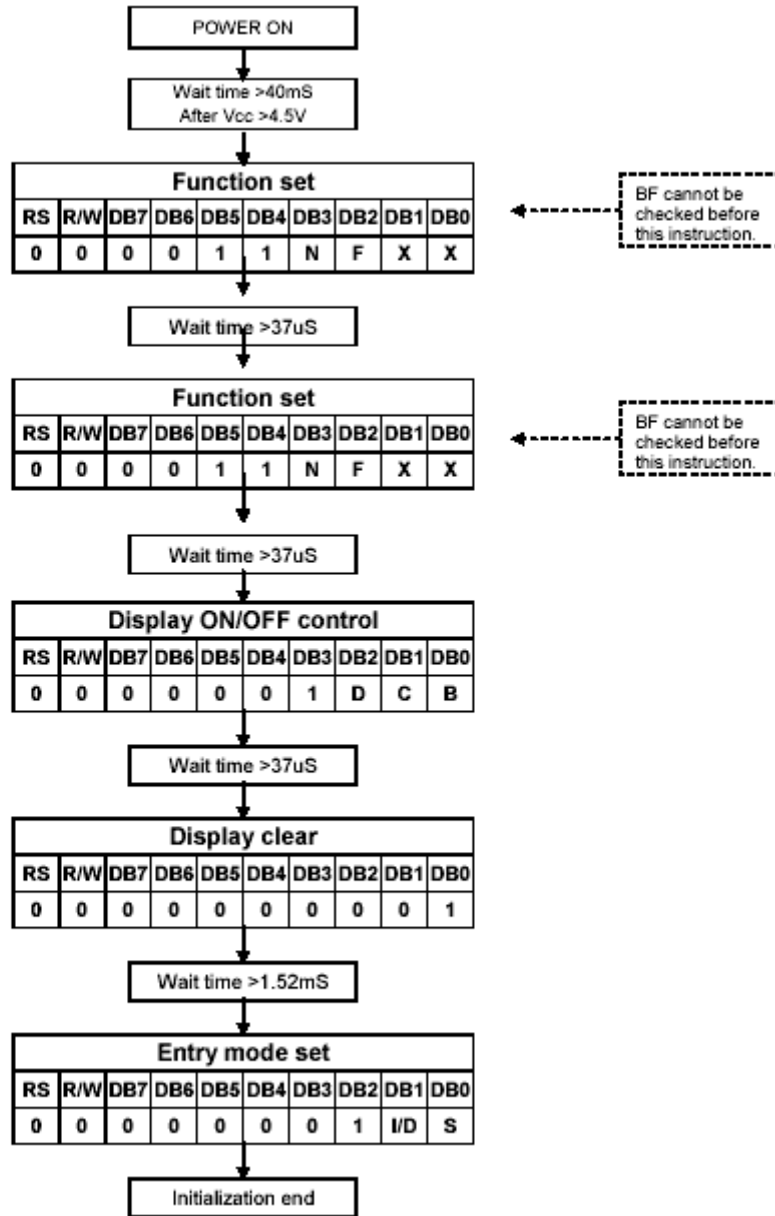 POWER ON
Wait time >40mS
After Vcc >4.5V
Function set
RS R/W DB7 DB6 DB5 DB4 DB3 DB2 DB1 DB0
0 0 0 0 1 1 N F X X
BF cannot be
checked before
this instruction.
Wait time >37uS
Function set
RS R/W DB7 DB6 DB5 DB4 DB3 DB2 DB1 DB0
0 0 0 0 1 1 N F X X
BF cannot be
checked before
this instruction.
Wait time >37uS
Display ON/OFF control
RS R/W DB7 DB6 DB5 DB4 DB3 DB2 DB1 DB0
0 0 0 0 0 0 1 D C B
Wait time >37uS
Display clear
RS R/W DB7 DB6 DB5 DB4 DB3 DB2 DB1 DB0
0 0 0 0 0 0 0 0 0 1
Wait time >1.52mS
Entry mode set
RS R/W DB7 DB6 DB5 DB4 DB3 DB2 DB1 DB0
0 0 0 0 0 0 0 1 I/D S
Initialization end